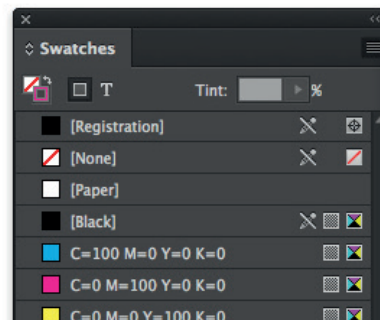 Swatches
T Tint: %
[Registration]
[None]
[Paper]
[Black]
C=100 M=0 Y=0 K=0
C=0 M=100 Y=0 K=0
C=0 M=0 Y=100 K=0